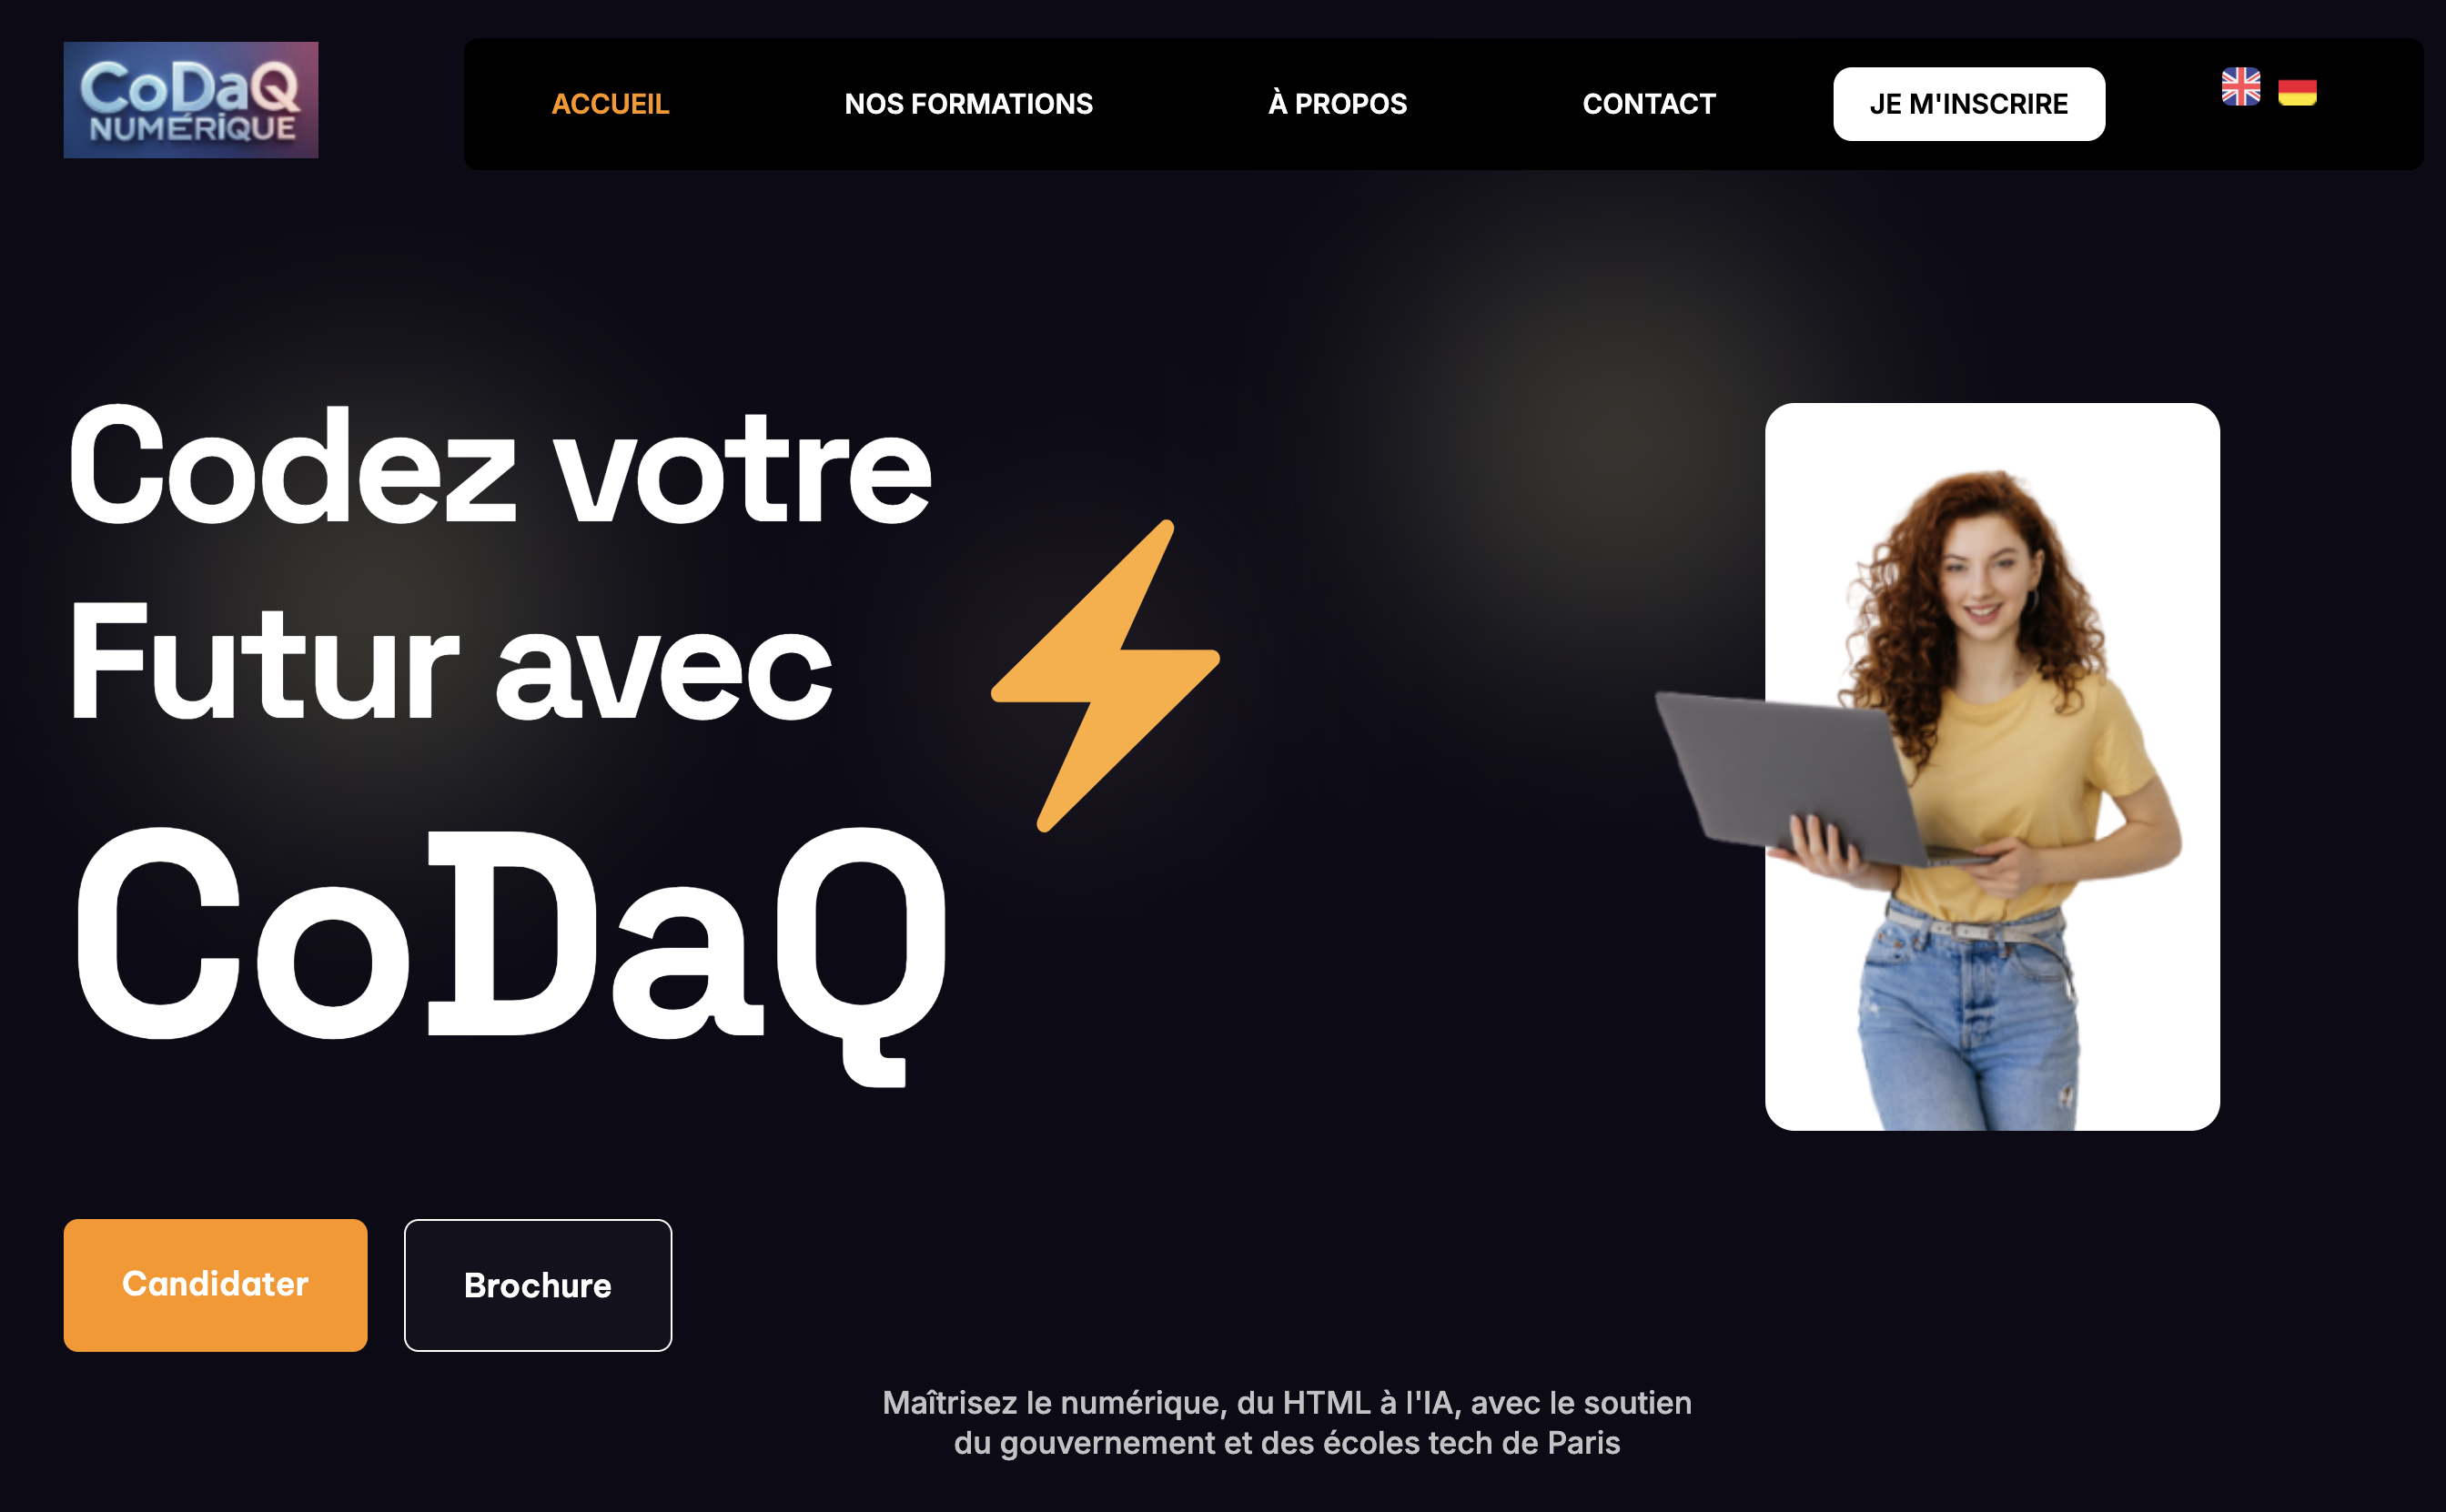 CoDaQ
NUMÉRiQUE
ACCUEIL
NOS FORMATIONS
À PROPOS
CONTACT
JE M'INSCRIRE
Codez votre
Futur avec
CoDaQ
Candidater
Brochure
Maîtrisez le numérique, du HTML à l'IA, avec le soutien
du gouvernement et des écoles tech de Paris